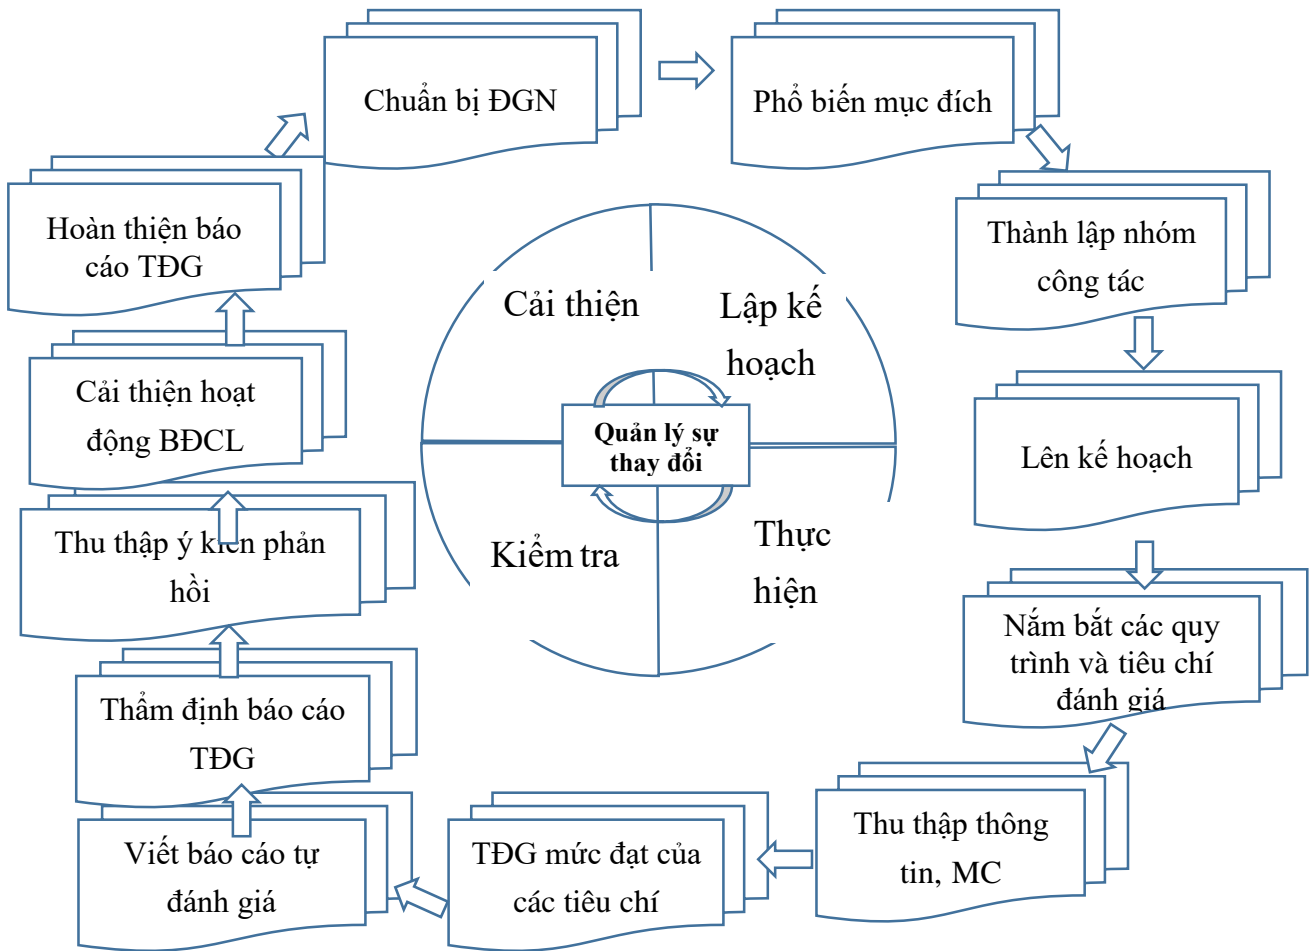 Chuẩn bị ĐGN
Phổ biến mục đích
Thành lập nhóm
công tác
Lên kế hoạch
Nắm bắt các quy
trình và tiêu chí
đánh giá
Thu thập thông
tin, MC
TĐG mức đạt của
các tiêu chí
Viết báo cáo tự
đánh giá
Thẩm định báo cáo
TĐG
Thu thập ý kiến phản
hồi
Cải thiện hoạt
động BĐCL
Hoàn thiện báo
cáo TĐG
Cải thiện
Lập kế
hoạch
Quản lý sự
thay đổi
Kiểm tra
Thực
hiện